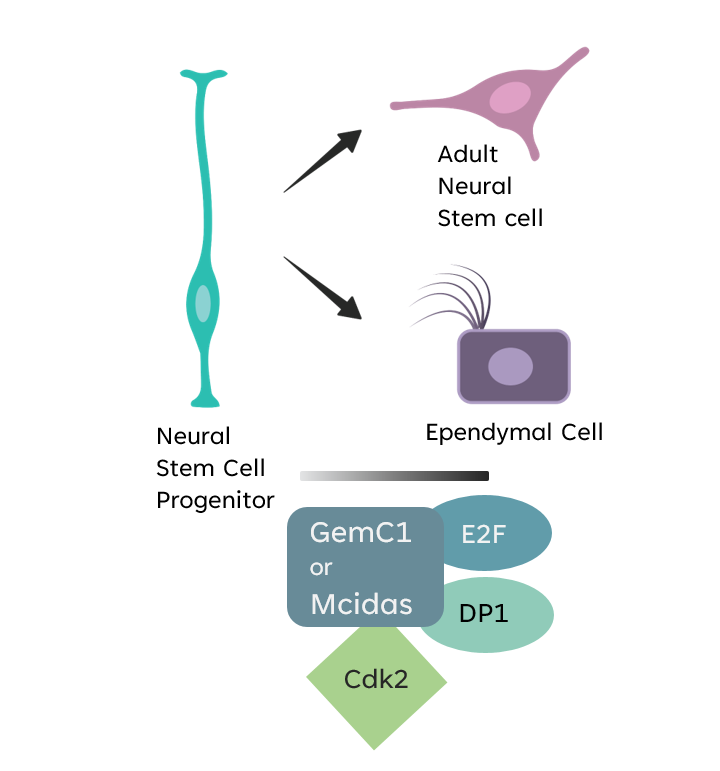 Adult
Neural
Stem cell
Ependymal Cell
Neural
Stem Cell
Progenitor
GemC1
or
Mcidas
E2F
DP1
Cdk2